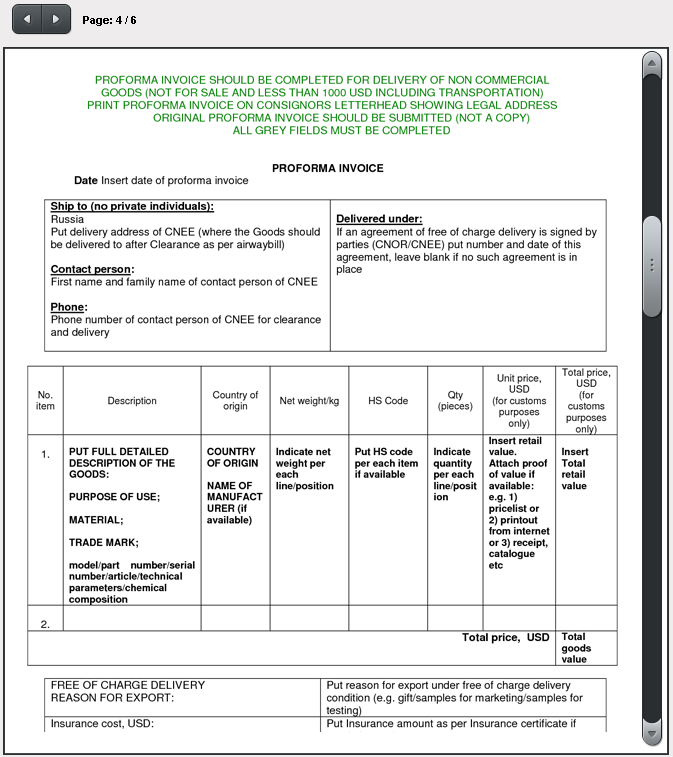 Page: 4 / 6
PROFORMA INVOICE SHOULD BE COMPLETED FOR DELIVERY OF NON COMMERCIAL
GOODS (NOT FOR SALE AND LESS THAN 1000 USD INCLUDING TRANSPORTATION)
PRINT PROFORMA INVOICE ON CONSIGNORS LETTERHEAD SHOWING LEGAL ADDRESS
ORIGINAL PROFORMA INVOICE SHOULD BE SUBMITTED (NOT A COPY)
ALL GREY FIELDS MUST BE COMPLETED
PROFORMA INVOICE
Date Insert date of proforma invoice
Ship to (no private individuals):
Russia
Put delivery address of CNEE (where the Goods should
be delivered to after Clearance as per airwaybill)
Contact person:
First name and family name of contact person of CNEE
Phone:
Phone number of contact person of CNEE for clearance
and delivery
Delivered under:
If an agreement of free of charge delivery is signed by
parties (CNOR/CNEE) put number and date of this
agreement, leave blank if no such agreement is in
place
No.
item
Description
Country of
origin
Net weight/kg
HS Code
Qty
(pieces)
Unit price,
USD
(for customs
purposes
only)
Total price,
USD
(for
customs
purposes
only)
1.
PUT FULL DETAILED
DESCRIPTION OF THE
GOODS:
PURPOSE OF USE;
MATERIAL;
TRADE MARK;
model/part number/serial
number/article/technical
parameters/chemical
composition
COUNTRY
OF ORIGIN
NAME OF
MANUFACT
URER (if
available)
Indicate net
weight per
each
line/position
Put HS code
per each item
if available
Indicate
quantity
per each
line/posit
ion
Insert retail
value.
Attach proof
of value if
available:
e.g. 1)
pricelist or
2) printout
from internet
or 3) receipt,
catalogue
etc
Insert
Total
retail
value
2.
Total price, USD
Total
goods
value
FREE OF CHARGE DELIVERY
REASON FOR EXPORT:
Put reason for export under free of charge delivery
condition (e.g. gift/samples for marketing/samples for
testing)
Insurance cost, USD:
Put Insurance amount as per Insurance certificate if